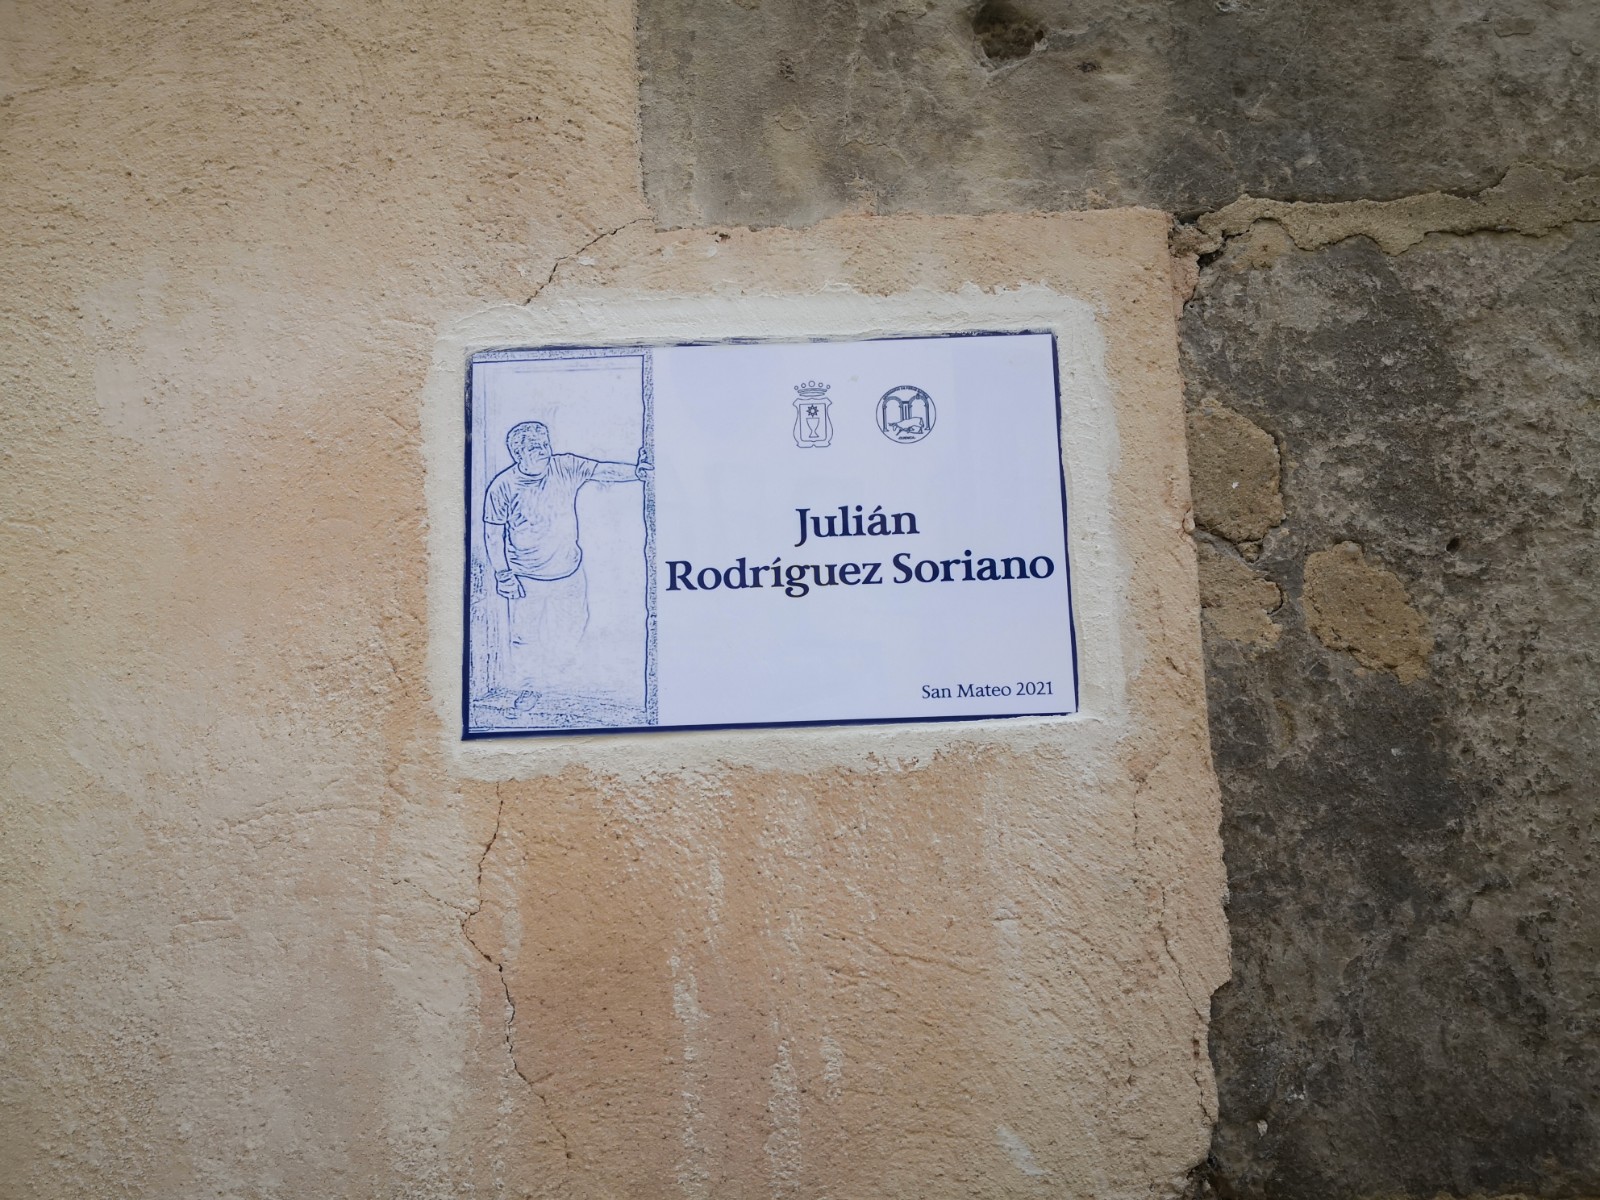 Julián
Rodríguez Soriano
San Mateo 2021